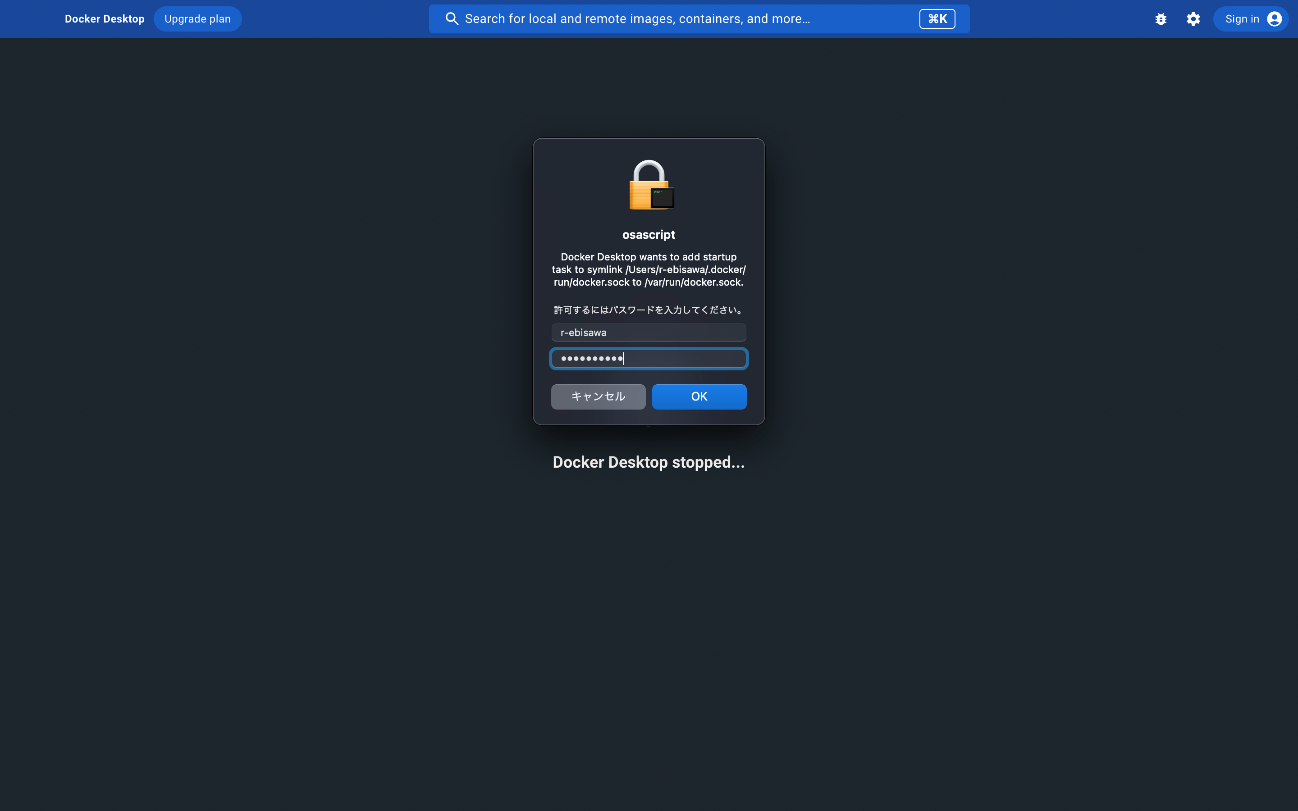 Docker Desktop Upgrade plan Search for local and remote images, containers, and more... ⌘K Sign in
osascript
Docker Desktop wants to add startup
task to symlink /Users/r-ebisawa/.docker/
run/docker.sock to /var/run/docker.sock.
許可するにはパスワードを入力してください。
r-ebisawa
••••••••••
キャンセル OK
Docker Desktop stopped...